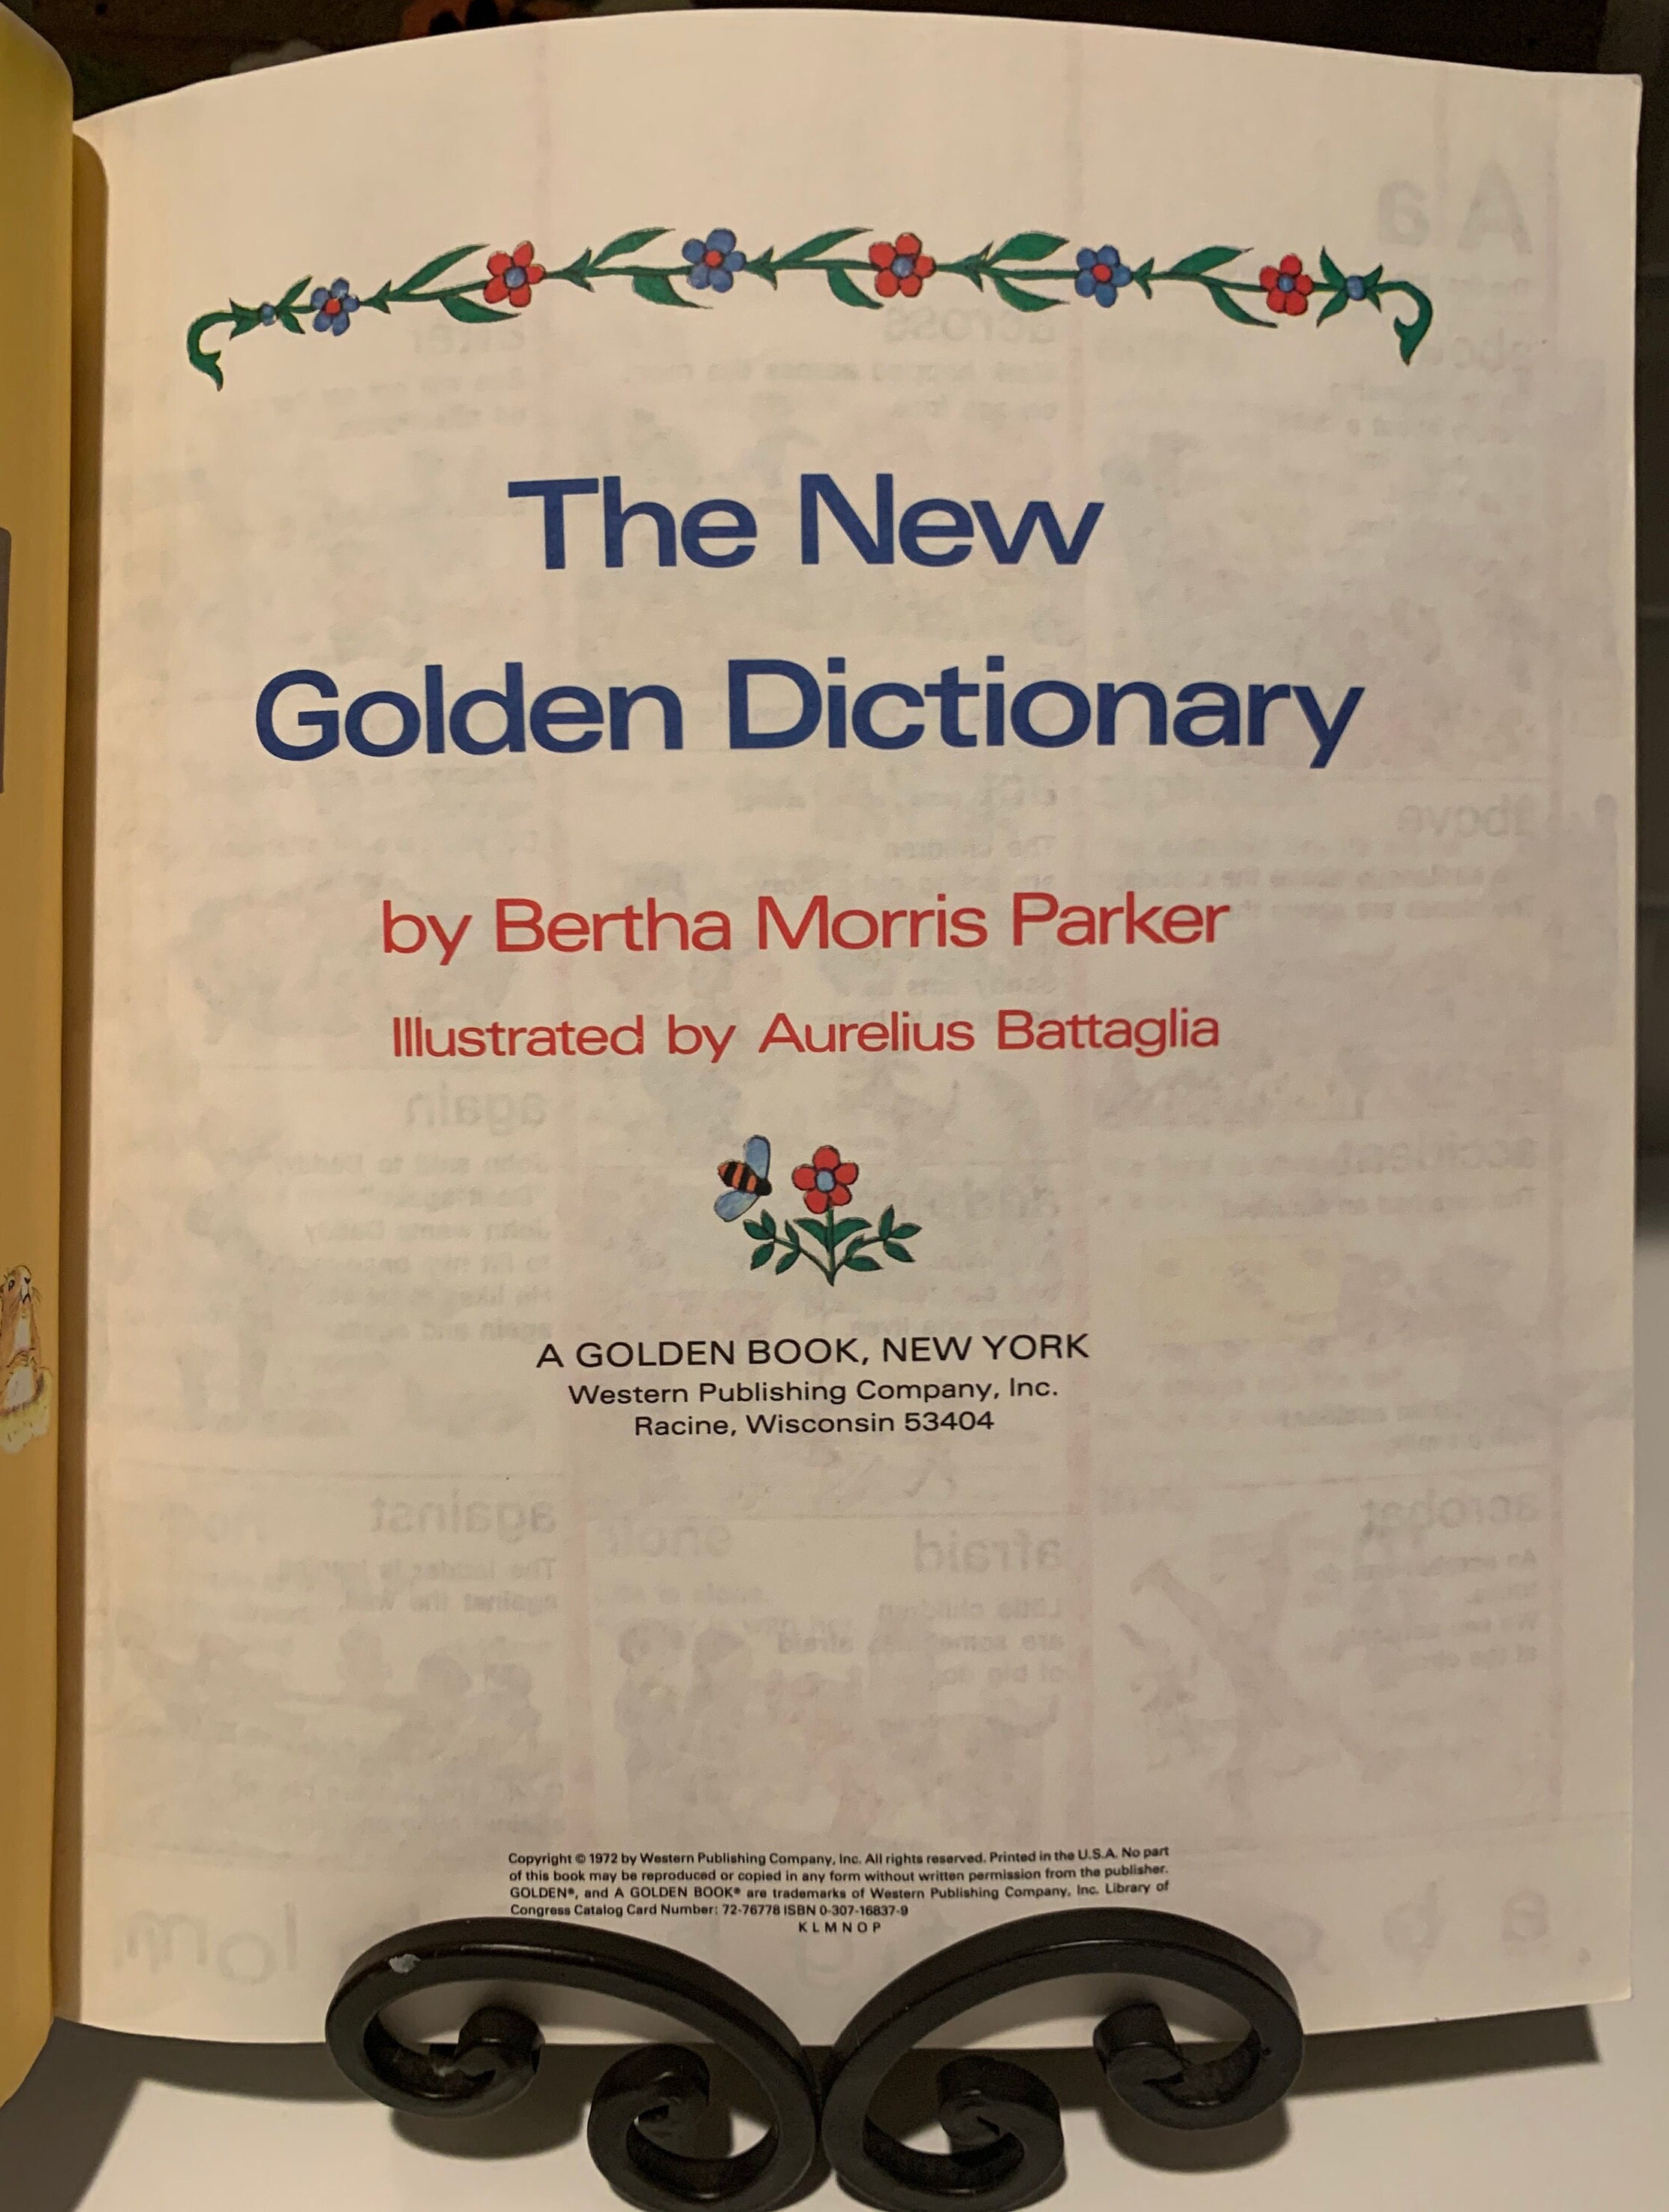 The New
Golden Dictionary
by Bertha Morris Parker
Illustrated by Aurelius Battaglia
A GOLDEN BOOK, NEW YORK
Western Publishing Company, Inc.
Racine, Wisconsin 53404
Copyright © 1972 by Western Publishing Company, Inc. All rights reserved. Printed in the U.S.A. No part
of this book may be reproduced or copied in any form without written permission from the publisher.
GOLDEN®, and A GOLDEN BOOK® are trademarks of Western Publishing Company, Inc. Library of
Congress Catalog Card Number: 72-76778 ISBN 0-307-16837-9
K L M N O P